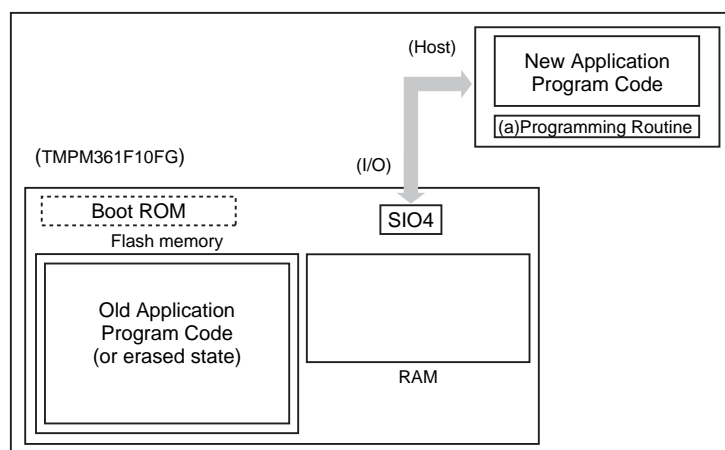 (Host)
New Application
Program Code
(a)Programming Routine
(TMPM361F10FG)
(I/O)
Boot ROM
SIO4
Flash memory
Old Application
Program Code
(or erased state)
RAM